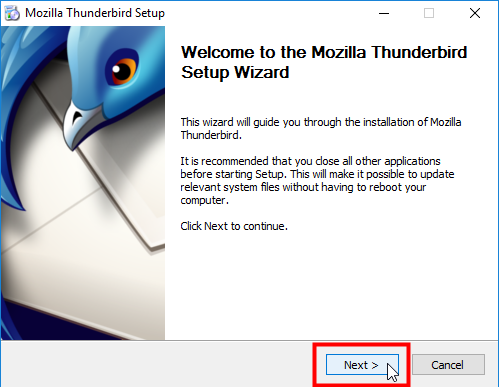 Mozilla Thunderbird Setup
Welcome to the Mozilla Thunderbird
Setup Wizard
This wizard will guide you through the installation of Mozilla
Thunderbird.
It is recommended that you close all other applications
before starting Setup. This will make it possible to update
relevant system files without having to reboot your
computer.
Click Next to continue.
Next >
Cancel